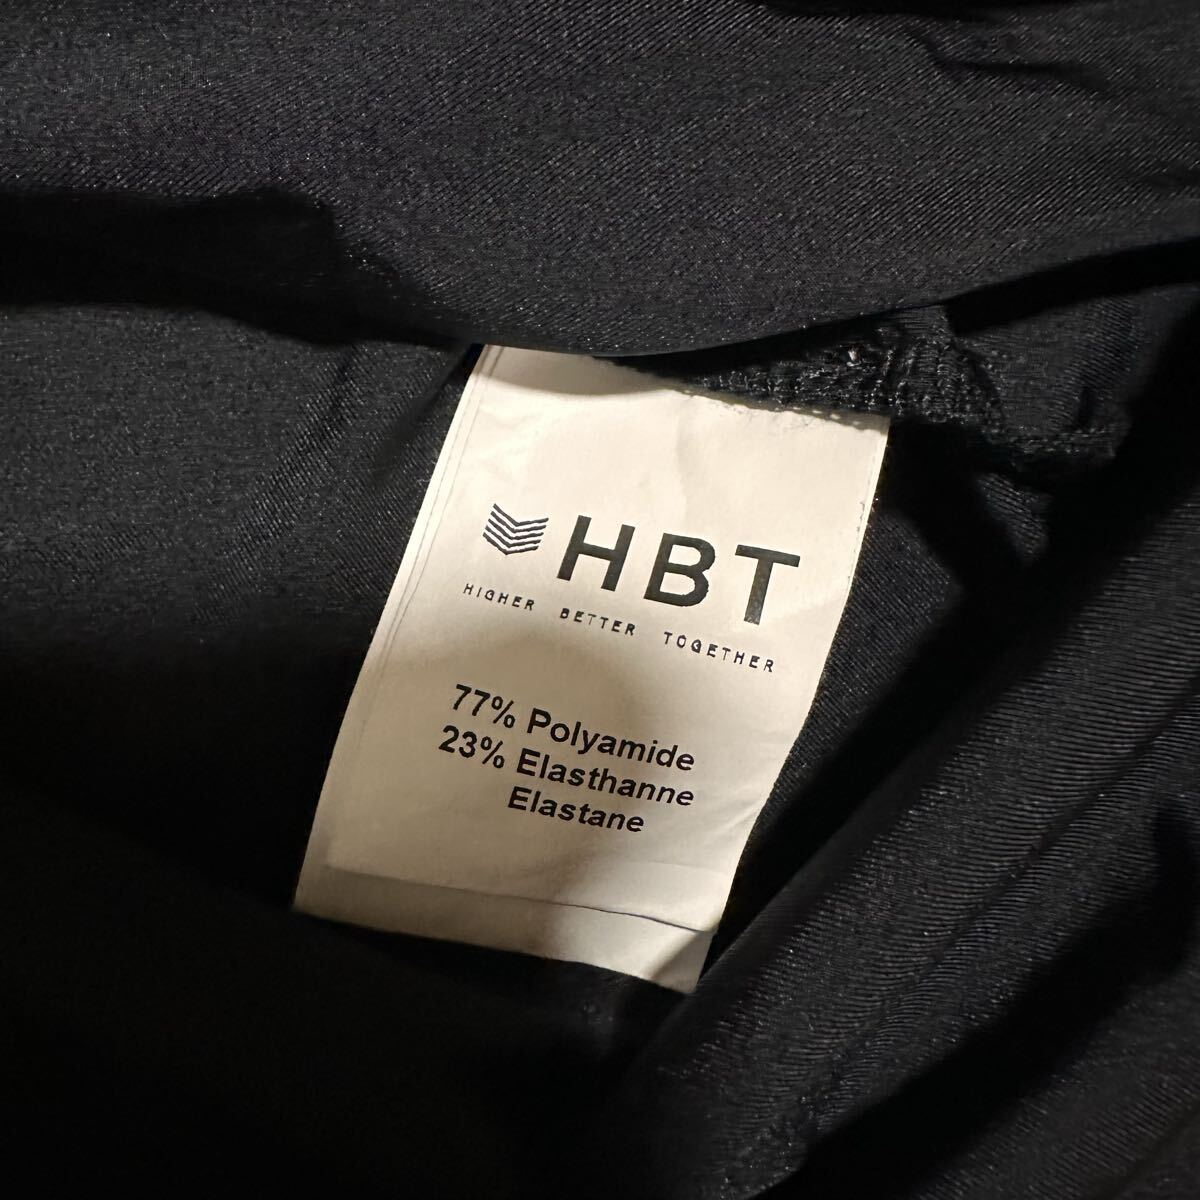 HBT
HIGHER BETTER TOGETHER
77% Polyamide
23% Elasthanne
Elastane